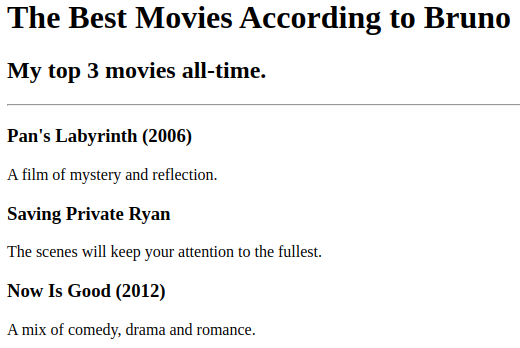 The Best Movies According to Bruno
My top 3 movies all-time.
Pan's Labyrinth (2006)
A film of mystery and reflection.
Saving Private Ryan
The scenes will keep your attention to the fullest.
Now Is Good (2012)
A mix of comedy, drama and romance.